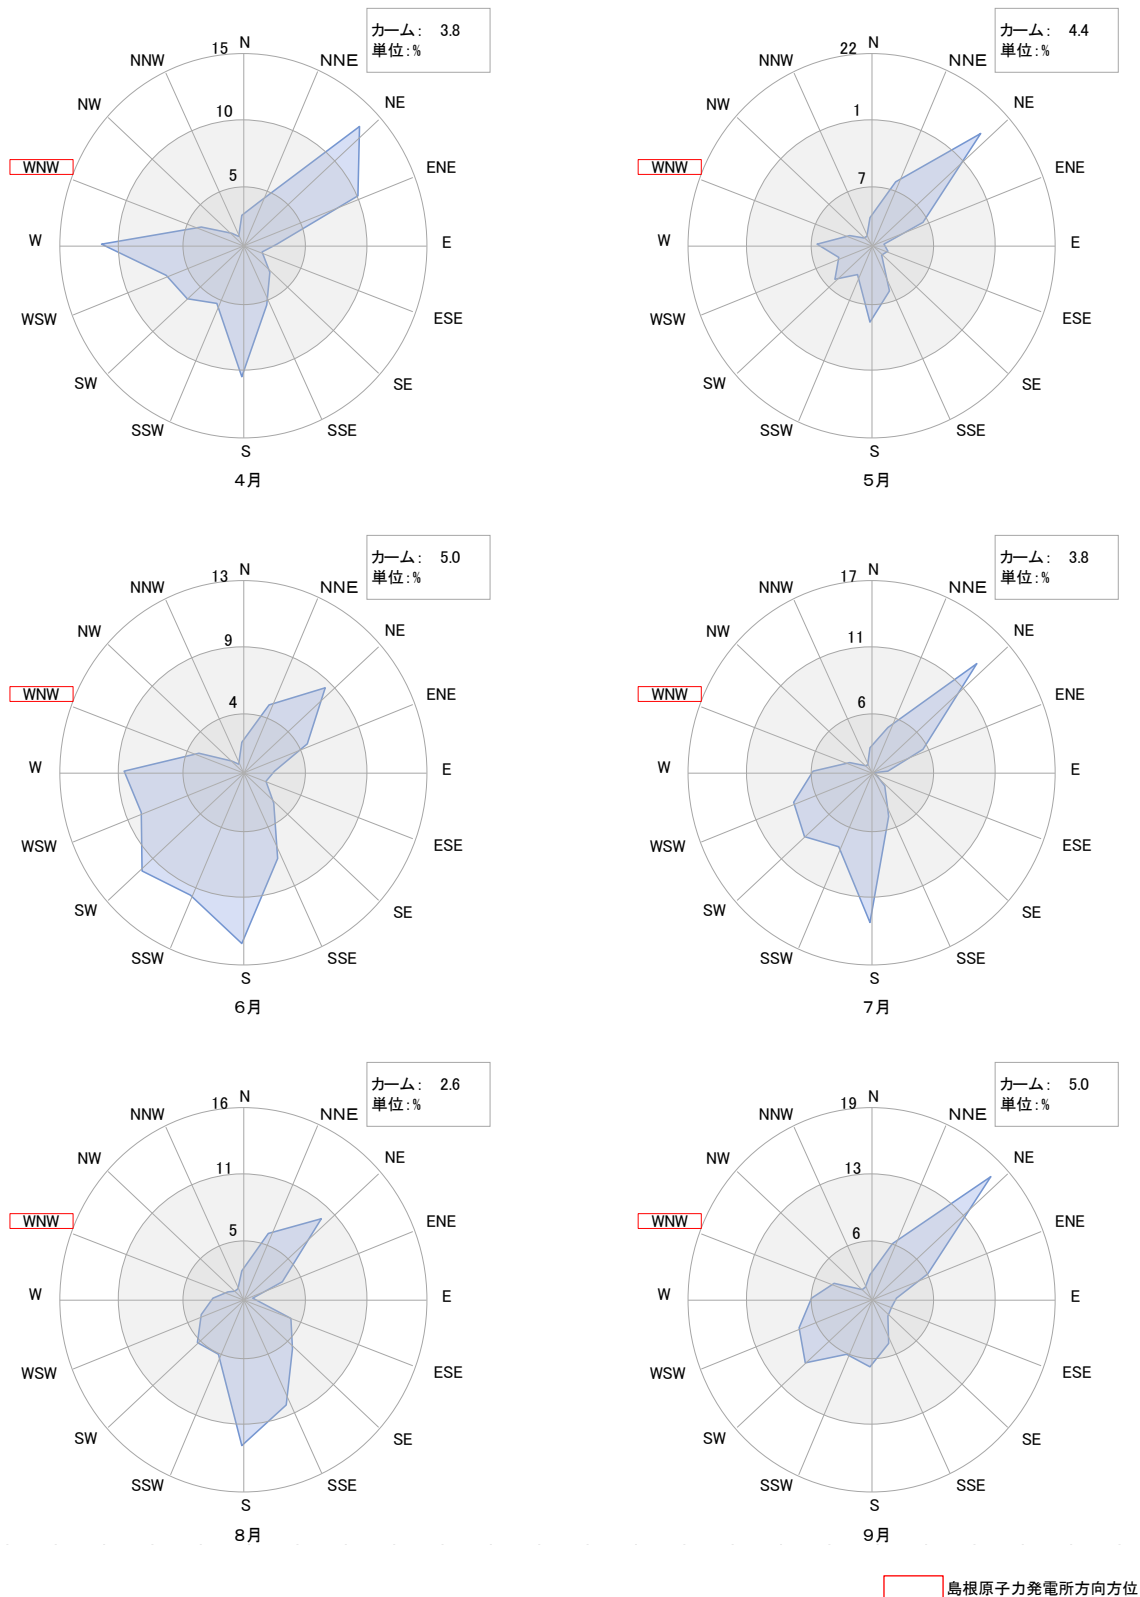 カーム： 3.8
単位：%
15
10
5
N
NNE
NE
ENE
E
ESE
SE
SSE
S
SSW
SW
WSW
W
WNW
NW
NNW
4月
カーム： 4.4
単位：%
22
1
7
N
NNE
NE
ENE
E
ESE
SE
SSE
S
SSW
SW
WSW
W
WNW
NW
NNW
5月
カーム： 5.0
単位：%
13
9
4
N
NNE
NE
ENE
E
ESE
SE
SSE
S
SSW
SW
WSW
W
WNW
NW
NNW
6月
カーム： 3.8
単位：%
17
11
6
N
NNE
NE
ENE
E
ESE
SE
SSE
S
SSW
SW
WSW
W
WNW
NW
NNW
7月
カーム： 2.6
単位：%
16
11
5
N
NNE
NE
ENE
E
ESE
SE
SSE
S
SSW
SW
WSW
W
WNW
NW
NNW
8月
カーム： 5.0
単位：%
19
13
6
N
NNE
NE
ENE
E
ESE
SE
SSE
S
SSW
SW
WSW
W
WNW
NW
NNW
9月
島根原子力発電所方向方位